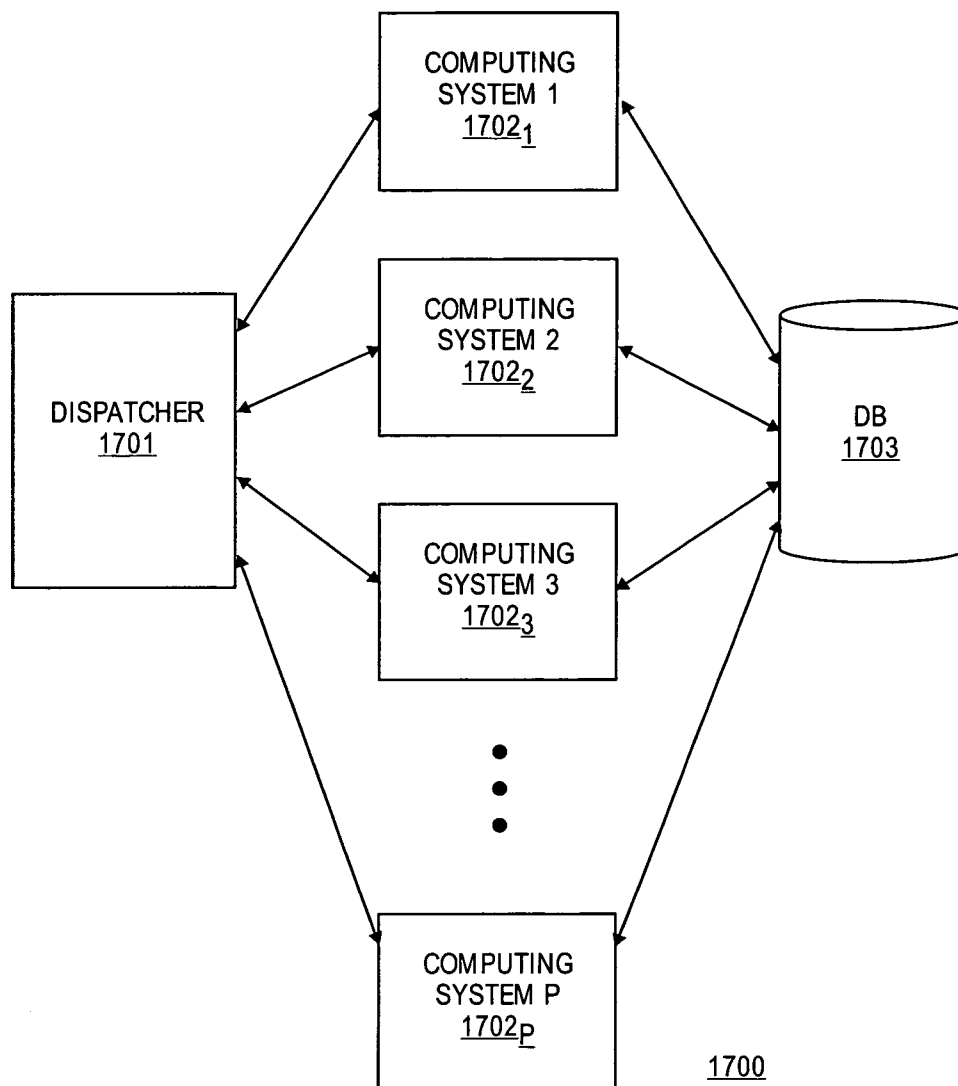 COMPUTING
SYSTEM 1
1702₁
COMPUTING
SYSTEM 2
1702₂
DISPATCHER
1701
DB
1703
COMPUTING
SYSTEM 3
1702₃
COMPUTING
SYSTEM P
1702P
1700